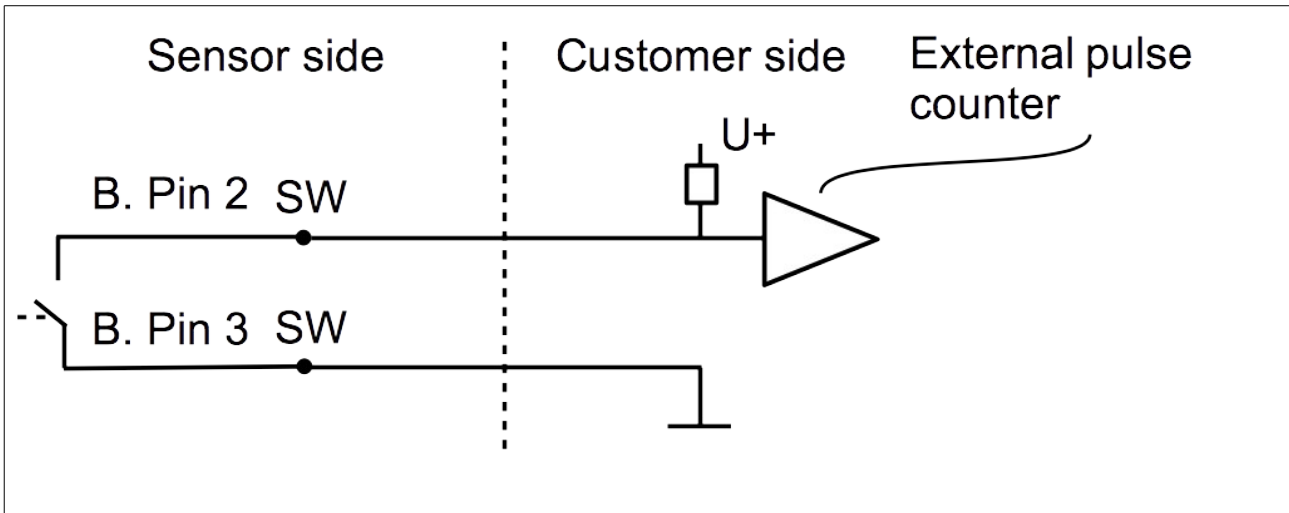 Sensor side
Customer side
External pulse
counter
U+
B. Pin 2 SW
B. Pin 3 SW